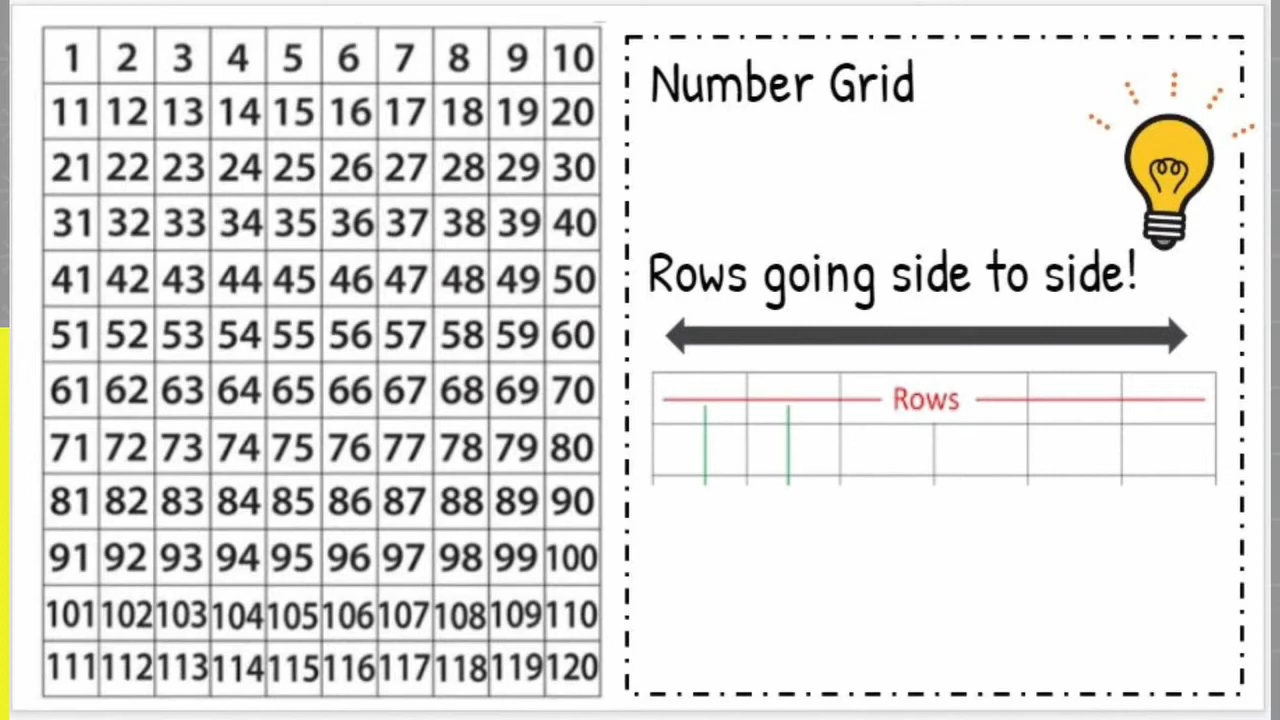 1 2 3 4 5 6 7 8 9 10
11 12 13 14 15 16 17 18 19 20
21 22 23 24 25 26 27 28 29 30
31 32 33 34 35 36 37 38 39 40
41 42 43 44 45 46 47 48 49 50
51 52 53 54 55 56 57 58 59 60
61 62 63 64 65 66 67 68 69 70
71 72 73 74 75 76 77 78 79 80
81 82 83 84 85 86 87 88 89 90
91 92 93 94 95 96 97 98 99 100
101 102 103 104 105 106 107 108 109 110
111 112 113 114 115 116 117 118 119 120
Number Grid
Rows going side to side!
Rows